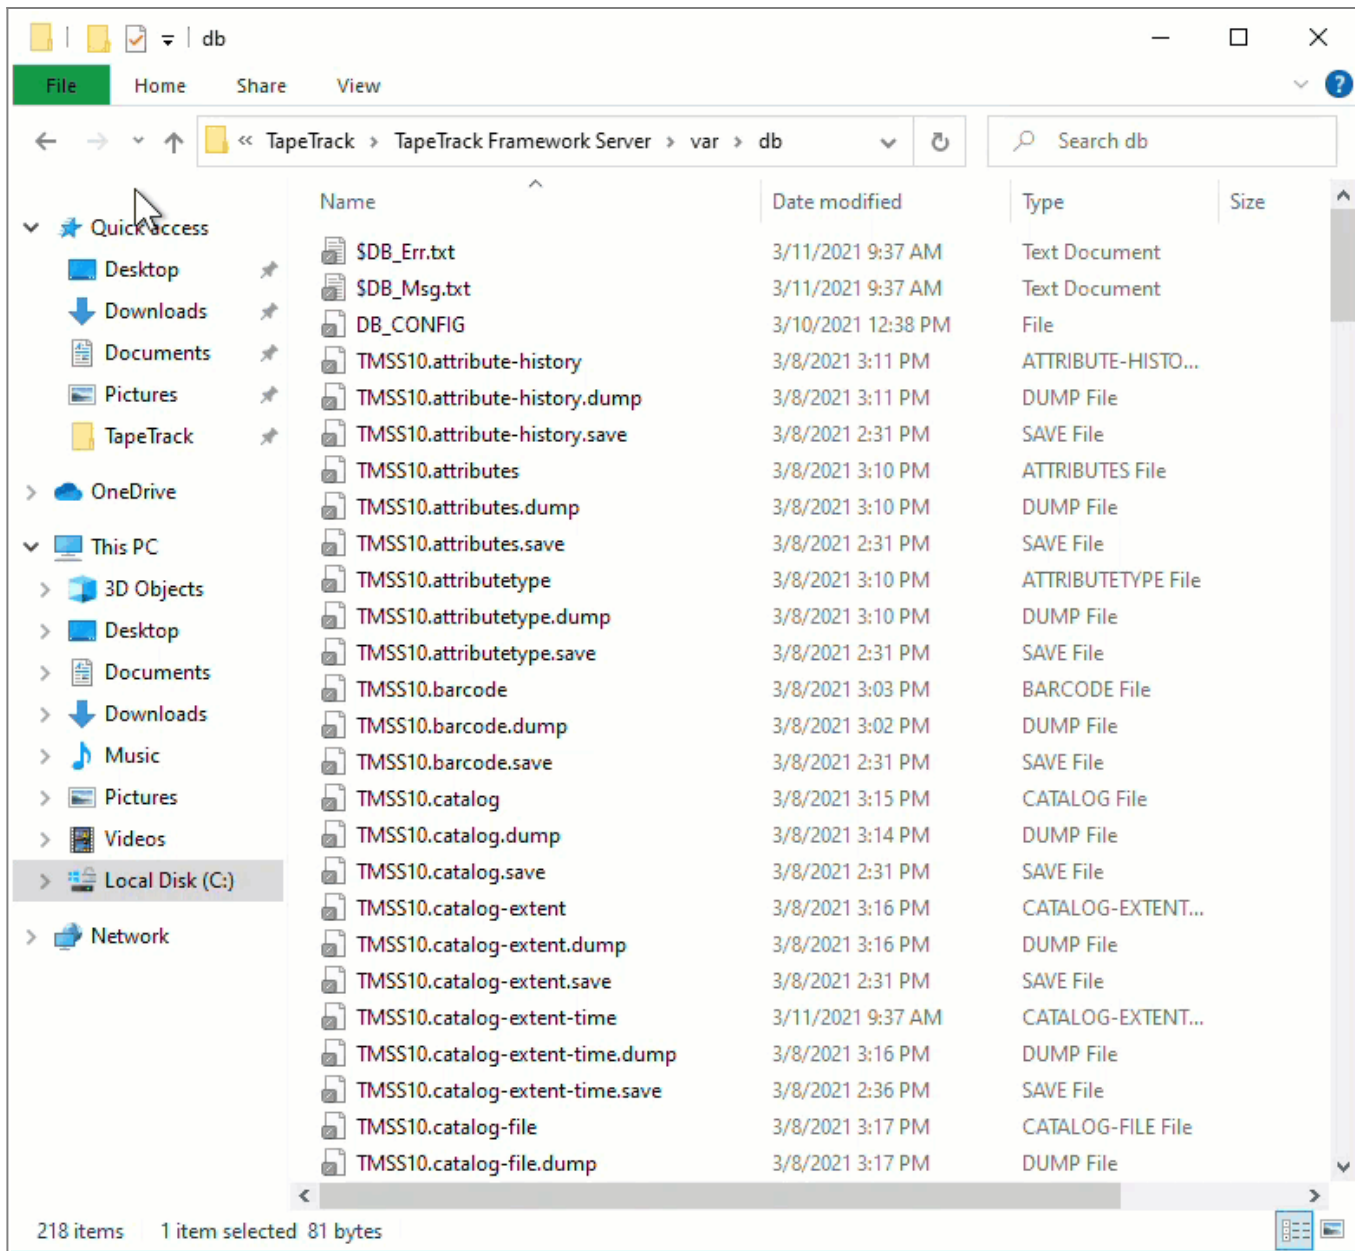 db
File Home Share View
?
« TapeTrack > TapeTrack Framework Server > var > db
Search db
Name Date modified Type Size
Quick access
Desktop
Downloads
Documents
Pictures
TapeTrack
OneDrive
This PC
3D Objects
Desktop
Documents
Downloads
Music
Pictures
Videos
Local Disk (C:)
Network
$DB_Err.txt 3/11/2021 9:37 AM Text Document
$DB_Msg.txt 3/11/2021 9:37 AM Text Document
DB_CONFIG 3/10/2021 12:38 PM File
TMSS10.attribute-history 3/8/2021 3:11 PM ATTRIBUTE-HISTO...
TMSS10.attribute-history.dump 3/8/2021 3:11 PM DUMP File
TMSS10.attribute-history.save 3/8/2021 2:31 PM SAVE File
TMSS10.attributes 3/8/2021 3:10 PM ATTRIBUTES File
TMSS10.attributes.dump 3/8/2021 3:10 PM DUMP File
TMSS10.attributes.save 3/8/2021 2:31 PM SAVE File
TMSS10.attributetype 3/8/2021 3:10 PM ATTRIBUTETYPE File
TMSS10.attributetype.dump 3/8/2021 3:10 PM DUMP File
TMSS10.attributetype.save 3/8/2021 2:31 PM SAVE File
TMSS10.barcode 3/8/2021 3:03 PM BARCODE File
TMSS10.barcode.dump 3/8/2021 3:02 PM DUMP File
TMSS10.barcode.save 3/8/2021 2:31 PM SAVE File
TMSS10.catalog 3/8/2021 3:15 PM CATALOG File
TMSS10.catalog.dump 3/8/2021 3:14 PM DUMP File
TMSS10.catalog.save 3/8/2021 2:31 PM SAVE File
TMSS10.catalog-extent 3/8/2021 3:16 PM CATALOG-EXTENT...
TMSS10.catalog-extent.dump 3/8/2021 3:16 PM DUMP File
TMSS10.catalog-extent.save 3/8/2021 2:31 PM SAVE File
TMSS10.catalog-extent-time 3/11/2021 9:37 AM CATALOG-EXTENT...
TMSS10.catalog-extent-time.dump 3/8/2021 3:16 PM DUMP File
TMSS10.catalog-extent-time.save 3/8/2021 2:36 PM SAVE File
TMSS10.catalog-file 3/8/2021 3:17 PM CATALOG-FILE File
TMSS10.catalog-file.dump 3/8/2021 3:17 PM DUMP File
218 items 1 item selected 81 bytes